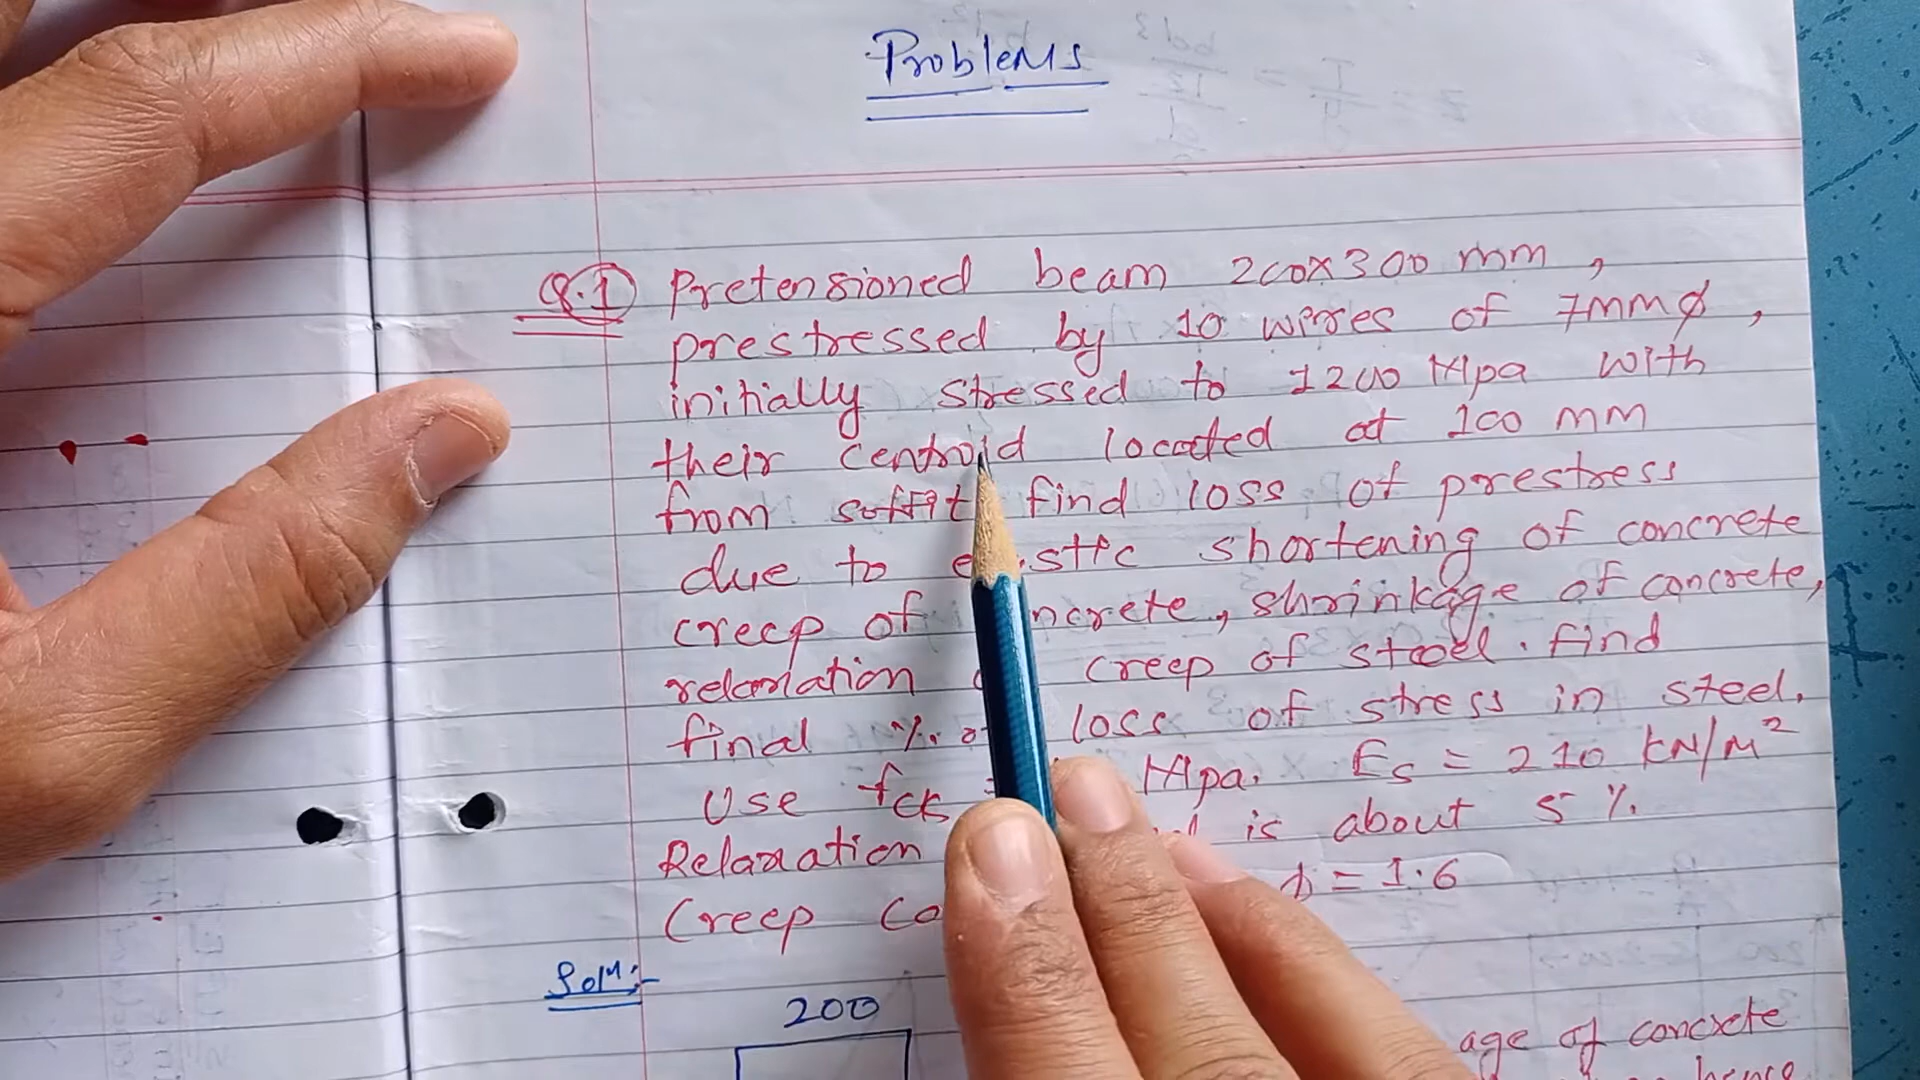 Problems
Q.1 Pretensioned beam 200x300 mm,
prestressed by 10 wires of 7mm ϕ,
initially stressed to 1200 Mpa with
their centroid located at 100 mm
from soffit find loss of prestress
due to shortening of concrete
creep of shrinkage of concrete,
relaxation creep of steel. find
final % loss of stress in steel.
Use fck Mpa. Es = 210 kN/M²
Relaxation is about 5 %.
Creep = 1.6
Solⁿ:-
200
age of concrete
hence